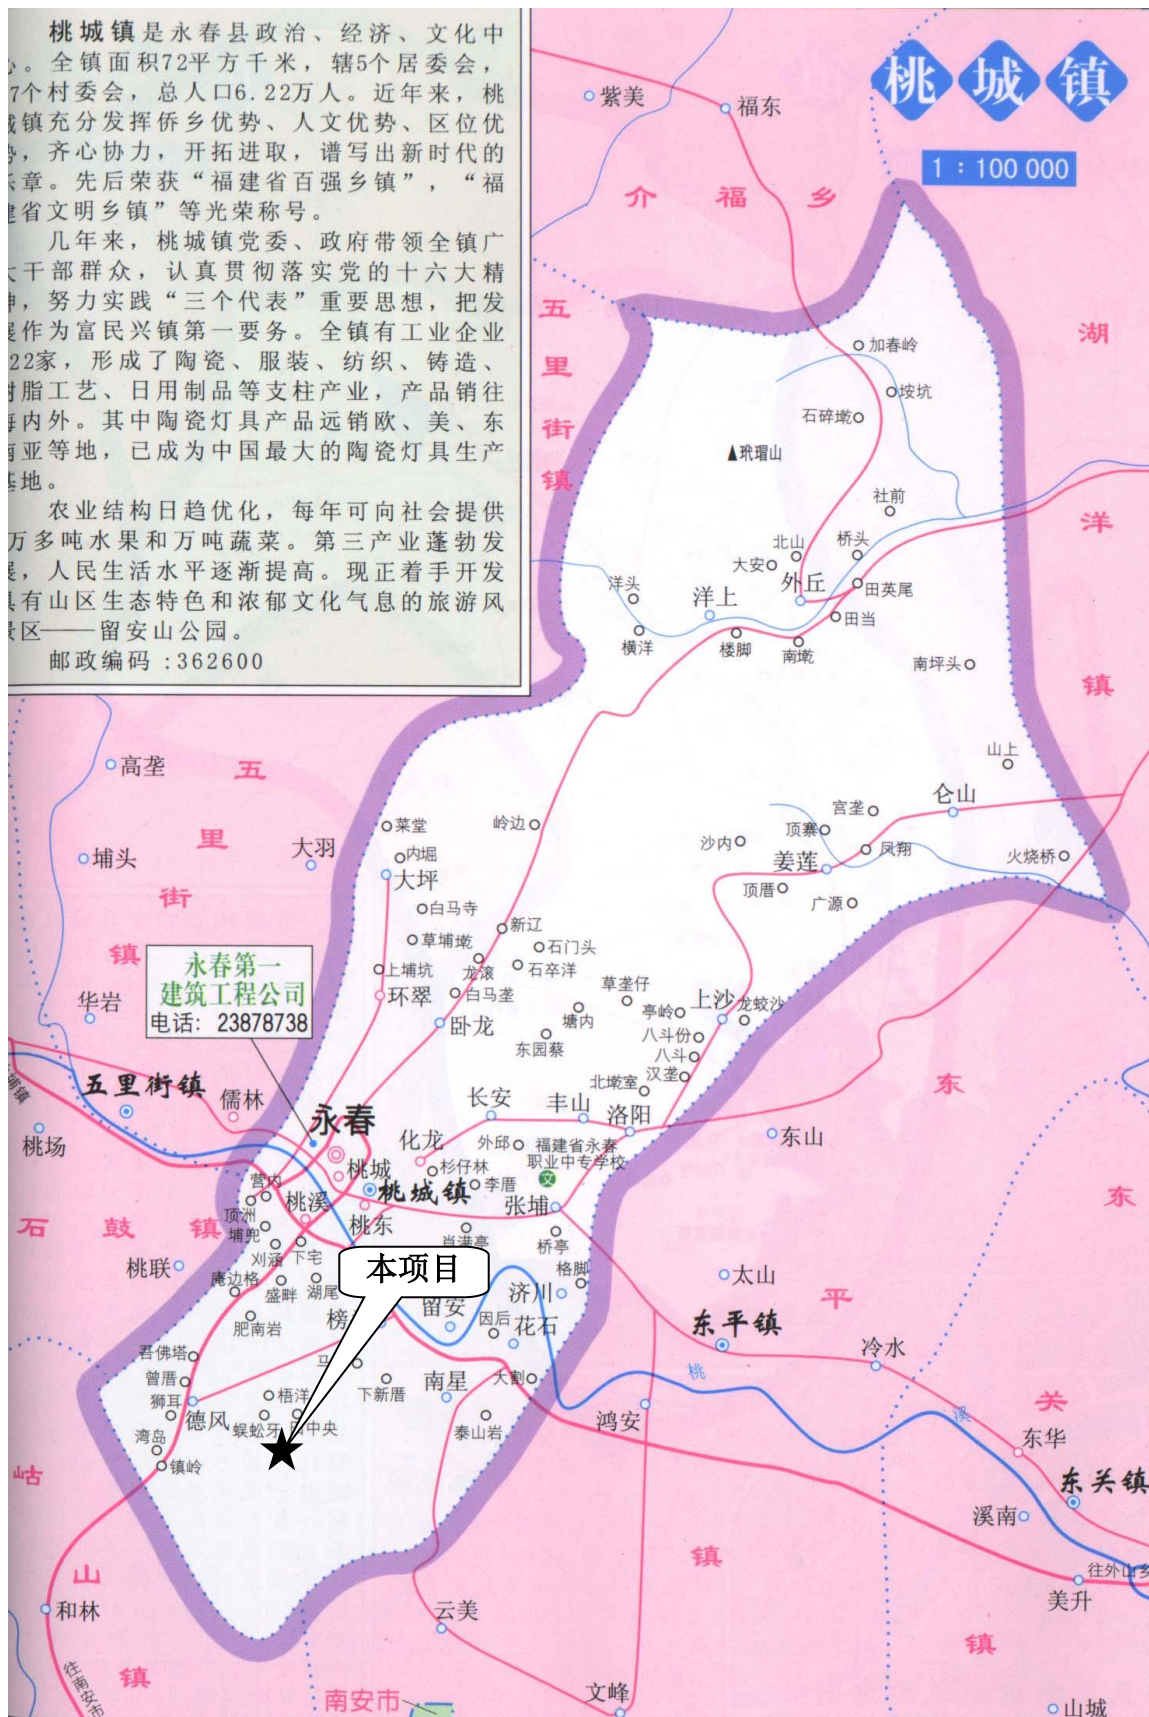 桃城镇是永春县政治、经济、文化中
。全镇面积72平方千米，辖5个居委会，
7个村委会，总人口6.22万人。近年来，桃
镇充分发挥侨乡优势、人文优势、区位优
，齐心协力，开拓进取，谱写出新时代的
章。先后荣获“福建省百强乡镇”，“福
省文明乡镇”等光荣称号。
几年来，桃城镇党委、政府带领全镇广
干部群众，认真贯彻落实党的十六大精
，努力实践“三个代表”重要思想，把发
作为富民兴镇第一要务。全镇有工业企业
22家，形成了陶瓷、服装、纺织、铸造、
脂工艺、日用制品等支柱产业，产品销往
内外。其中陶瓷灯具产品远销欧、美、东
亚等地，已成为中国最大的陶瓷灯具生产
地。
农业结构日趋优化，每年可向社会提供
万多吨水果和万吨蔬菜。第三产业蓬勃发
，人民生活水平逐渐提高。现正着手开发
有山区生态特色和浓郁文化气息的旅游风
区——留安山公园。
邮政编码:362600
桃城镇
1：100 000
紫美
福东
介福乡
五里街镇
湖洋镇
加春岭
垵坑
石碎墘
玳瑁山
社前
北山
桥头
大安
外丘
田英尾
洋头
洋上
田当
横洋
楼脚
南墘
南坪头
山上
高垄
五里街镇
宫垄
仑山
菜堂
岭边
顶寨
沙内
凤翔
埔头
大羽
内堀
姜莲
火烧桥
大坪
顶厝
广源
白马寺
新辽
草埔墘
石门头
永春第一
建筑工程公司
电话：23878738
上埔坑
龙滚
石卒洋
环翠
白马垄
草垄仔
华岩
塘内
亭岭
上沙
龙蛟沙
卧龙
东园蔡
八斗份
八斗
汉垄
北墘室
五里街镇
儒林
永春
长安
丰山
洛阳
东
桃场
化龙
外邱
福建省永春
职业中专学校
文
东山
桃城
杉仔林
李厝
营内
桃溪
桃城镇
张埔
东
石鼓镇
顶洲
桃东
埔兜
肖满亭
桥亭
刈涵
下宅
本项目
格脚
桃联
庵边格
盛畔
湖尾
济川
太山
平
留安
肥南岩
榜
因后
花石
东平镇
吾佛塔
冷水
曾厝
马
下新厝
南星
大割
桃
狮耳
梧洋
德风
蜈蚣牙
中央
泰山岩
鸿安
溪
关
湾岛
镇岭
东华
岵
东关镇
溪南
山
镇
往外山乡
和林
美升
云美
镇
往南安市
镇
南安市
文峰
山城